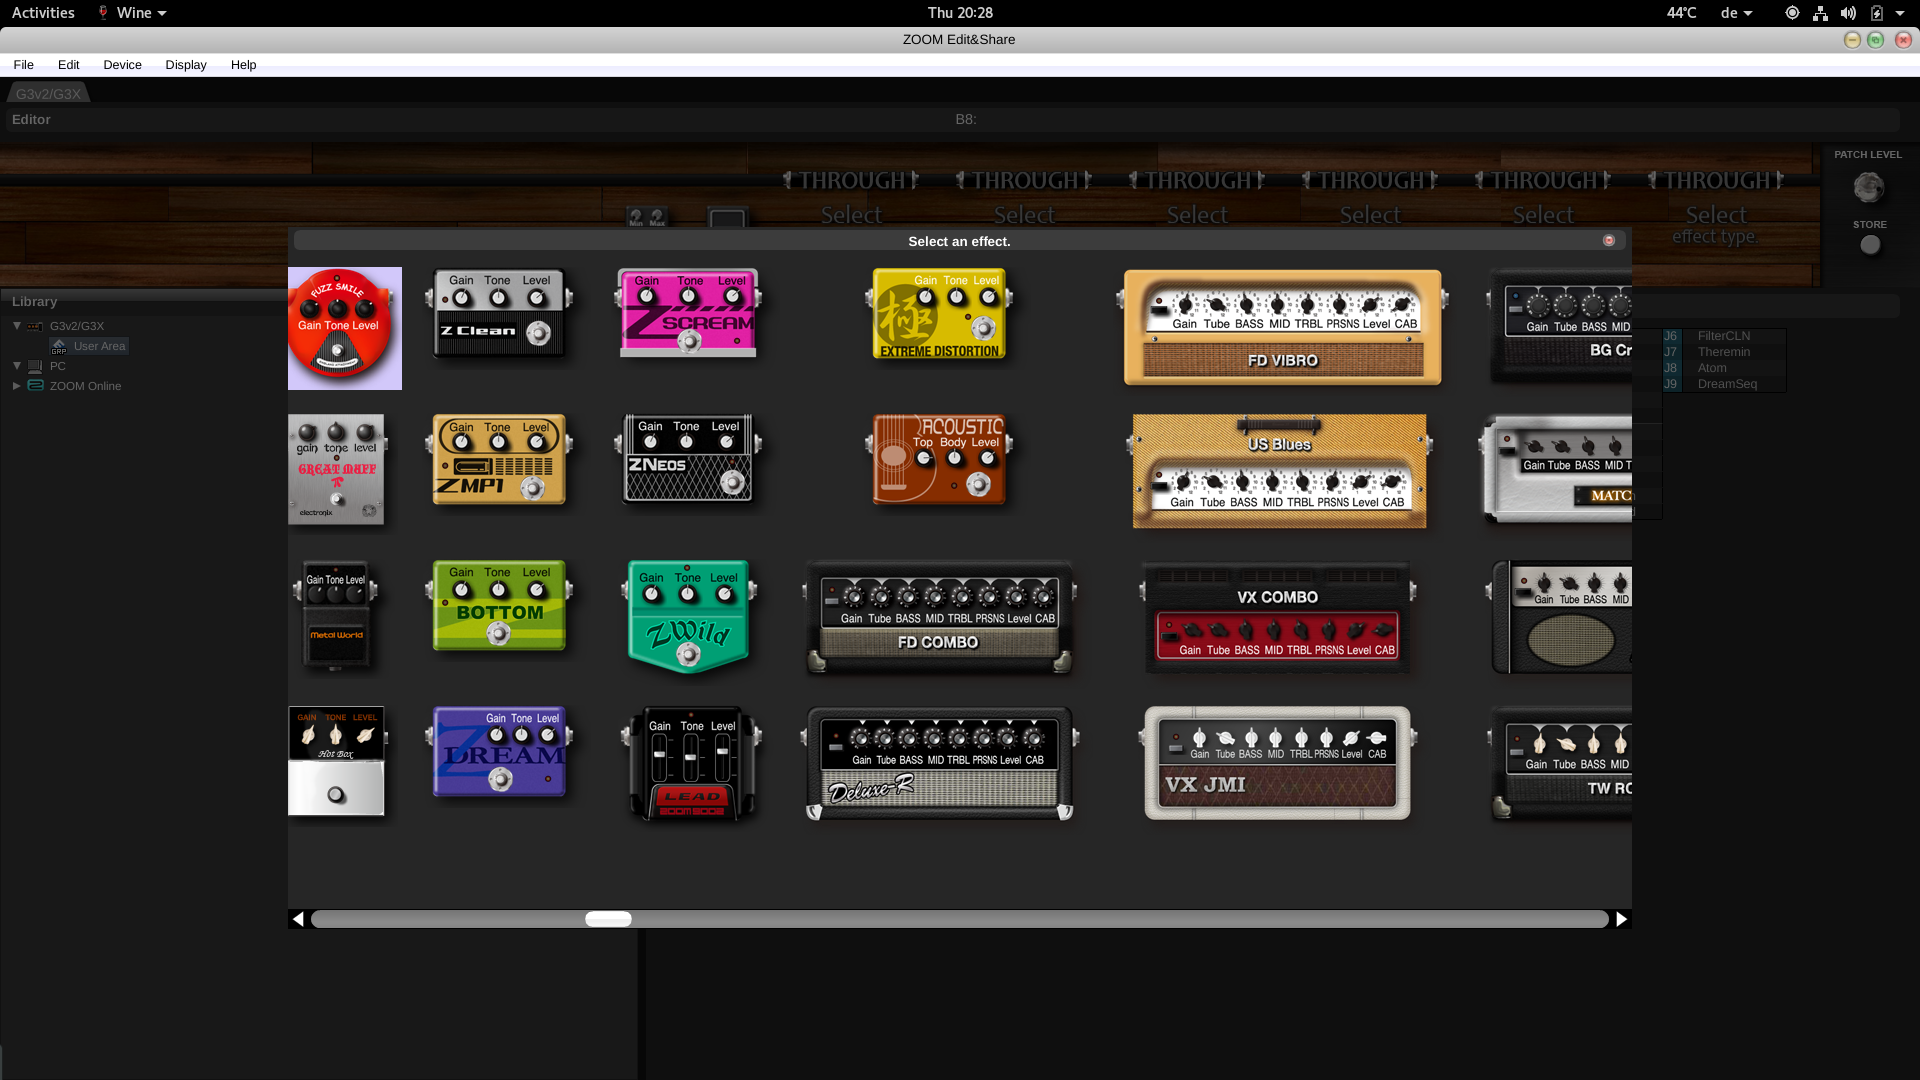 Activities Wine Thu 20:28 44°C de
ZOOM Edit&Share
File Edit Device Display Help
G3v2/G3X
Editor B8:
PATCH LEVEL
THROUGH THROUGH THROUGH THROUGH THROUGH THROUGH
Select Select Select Select Select Select
Min Max
effect type.
STORE
Select an effect.
Library
G3v2/G3X
User Area
GRP
PC
ZOOM Online
J6 FilterCLN
J7 Theremin
J8 Atom
J9 DreamSeq
FUZZ SMILE
Gain Tone Level
Gain Tone Level
Z Clean
Gain Tone Level
Z SCREAM
Gain Tone Level
極
EXTREME DISTORTION
Gain Tube BASS MID TRBL PRSNS Level CAB
FD VIBRO
Gain Tube BASS MID
BG Cr
gain tone level
GREAT MUFF
π
electronix
Gain Tone Level
Z MP1
Gain Tone Level
ZNEOS
ACOUSTIC
Top Body Level
US Blues
Gain Tube BASS MID TRBL PRSNS Level CAB
Gain Tube BASS MID T
MATC
Gain Tone Level
Metal World
Gain Tone Level
BOTTOM
Gain Tone Level
ZWild
Gain Tube BASS MID TRBL PRSNS Level CAB
FD COMBO
VX COMBO
Gain Tube BASS MID TRBL PRSNS Level CAB
Gain Tube BASS MID
GAIN TONE LEVEL
Hot Box
Gain Tone Level
Z DREAM
Gain Tone Level
LEAD
ZOOM 9002
Gain Tube BASS MID TRBL PRSNS Level CAB
Deluxe-R
Gain Tube BASS MID TRBL PRSNS Level CAB
VX JMI
Gain Tube BASS MID
TW RO